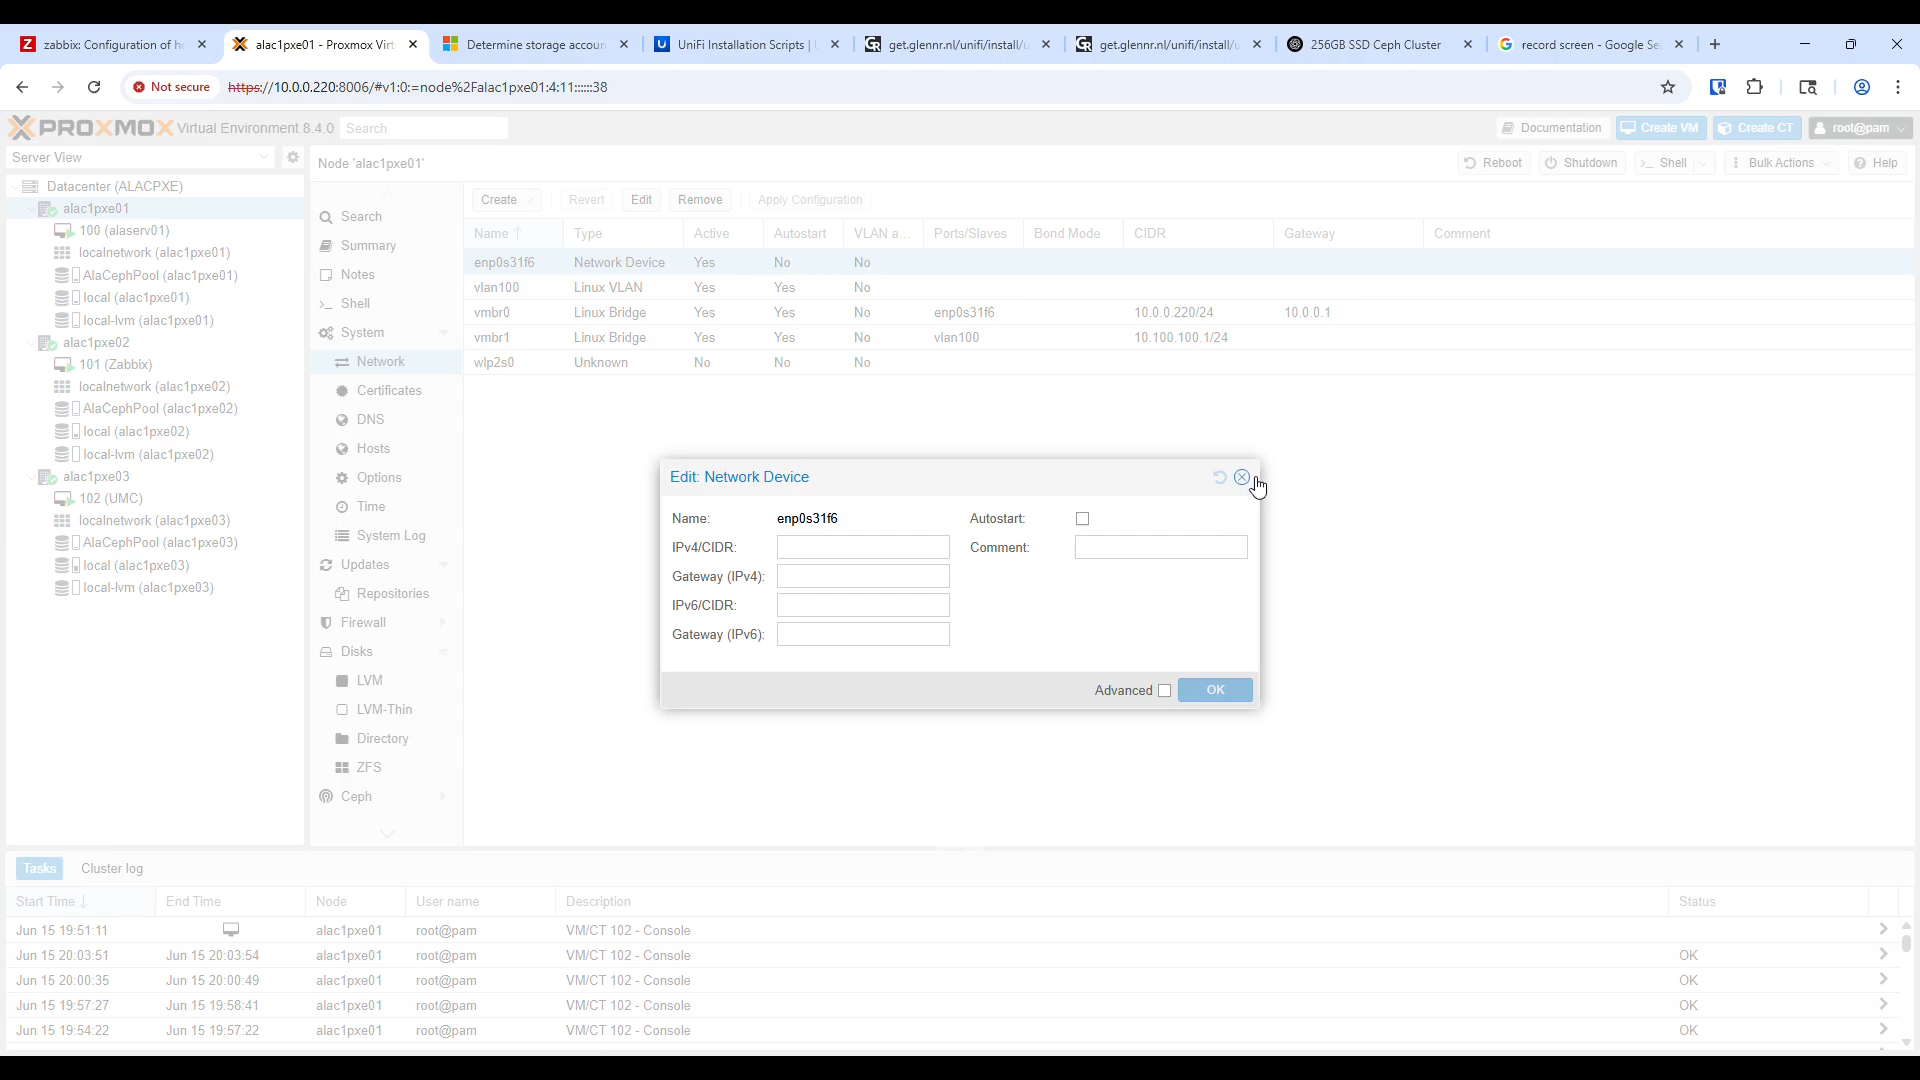 zabbix: Configuration of h
alac1pxe01 - Proxmox Virt
Determine storage accoun
UniFi Installation Scripts |
get.glennr.nl/unifi/install/
get.glennr.nl/unifi/install/
256GB SSD Ceph Cluster
record screen - Google Se
Not secure
https://10.0.0.220:8006/#v1:0:=node%2Falac1pxe01:4:11::::::38
PROXMOX Virtual Environment 8.4.0
Search
Documentation
Create VM
Create CT
root@pam
Server View
Node 'alac1pxe01'
Reboot
Shutdown
Shell
Bulk Actions
Help
Datacenter (ALACPXE)
alac1pxe01
100 (alaserv01)
localnetwork (alac1pxe01)
AlaCephPool (alac1pxe01)
local (alac1pxe01)
local-lvm (alac1pxe01)
alac1pxe02
101 (Zabbix)
localnetwork (alac1pxe02)
AlaCephPool (alac1pxe02)
local (alac1pxe02)
local-lvm (alac1pxe02)
alac1pxe03
102 (UMC)
localnetwork (alac1pxe03)
AlaCephPool (alac1pxe03)
local (alac1pxe03)
local-lvm (alac1pxe03)
Search
Summary
Notes
Shell
System
Network
Certificates
DNS
Hosts
Options
Time
System Log
Updates
Repositories
Firewall
Disks
LVM
LVM-Thin
Directory
ZFS
Ceph
Create Revert Edit Remove Apply Configuration
Name Type Active Autostart VLAN a... Ports/Slaves Bond Mode CIDR Gateway Comment
enp0s31f6 Network Device Yes No No
vlan100 Linux VLAN Yes Yes No
vmbr0 Linux Bridge Yes Yes No enp0s31f6 10.0.0.220/24 10.0.0.1
vmbr1 Linux Bridge Yes Yes No vlan100 10.100.100.1/24
wlp2s0 Unknown No No No
Edit: Network Device
Name: enp0s31f6 Autostart:
IPv4/CIDR: Comment:
Gateway (IPv4):
IPv6/CIDR:
Gateway (IPv6):
Advanced OK
Tasks Cluster log
Start Time End Time Node User name Description Status
Jun 15 19:51:11 alac1pxe01 root@pam VM/CT 102 - Console
Jun 15 20:03:51 Jun 15 20:03:54 alac1pxe01 root@pam VM/CT 102 - Console OK
Jun 15 20:00:35 Jun 15 20:00:49 alac1pxe01 root@pam VM/CT 102 - Console OK
Jun 15 19:57:27 Jun 15 19:58:41 alac1pxe01 root@pam VM/CT 102 - Console OK
Jun 15 19:54:22 Jun 15 19:57:22 alac1pxe01 root@pam VM/CT 102 - Console OK